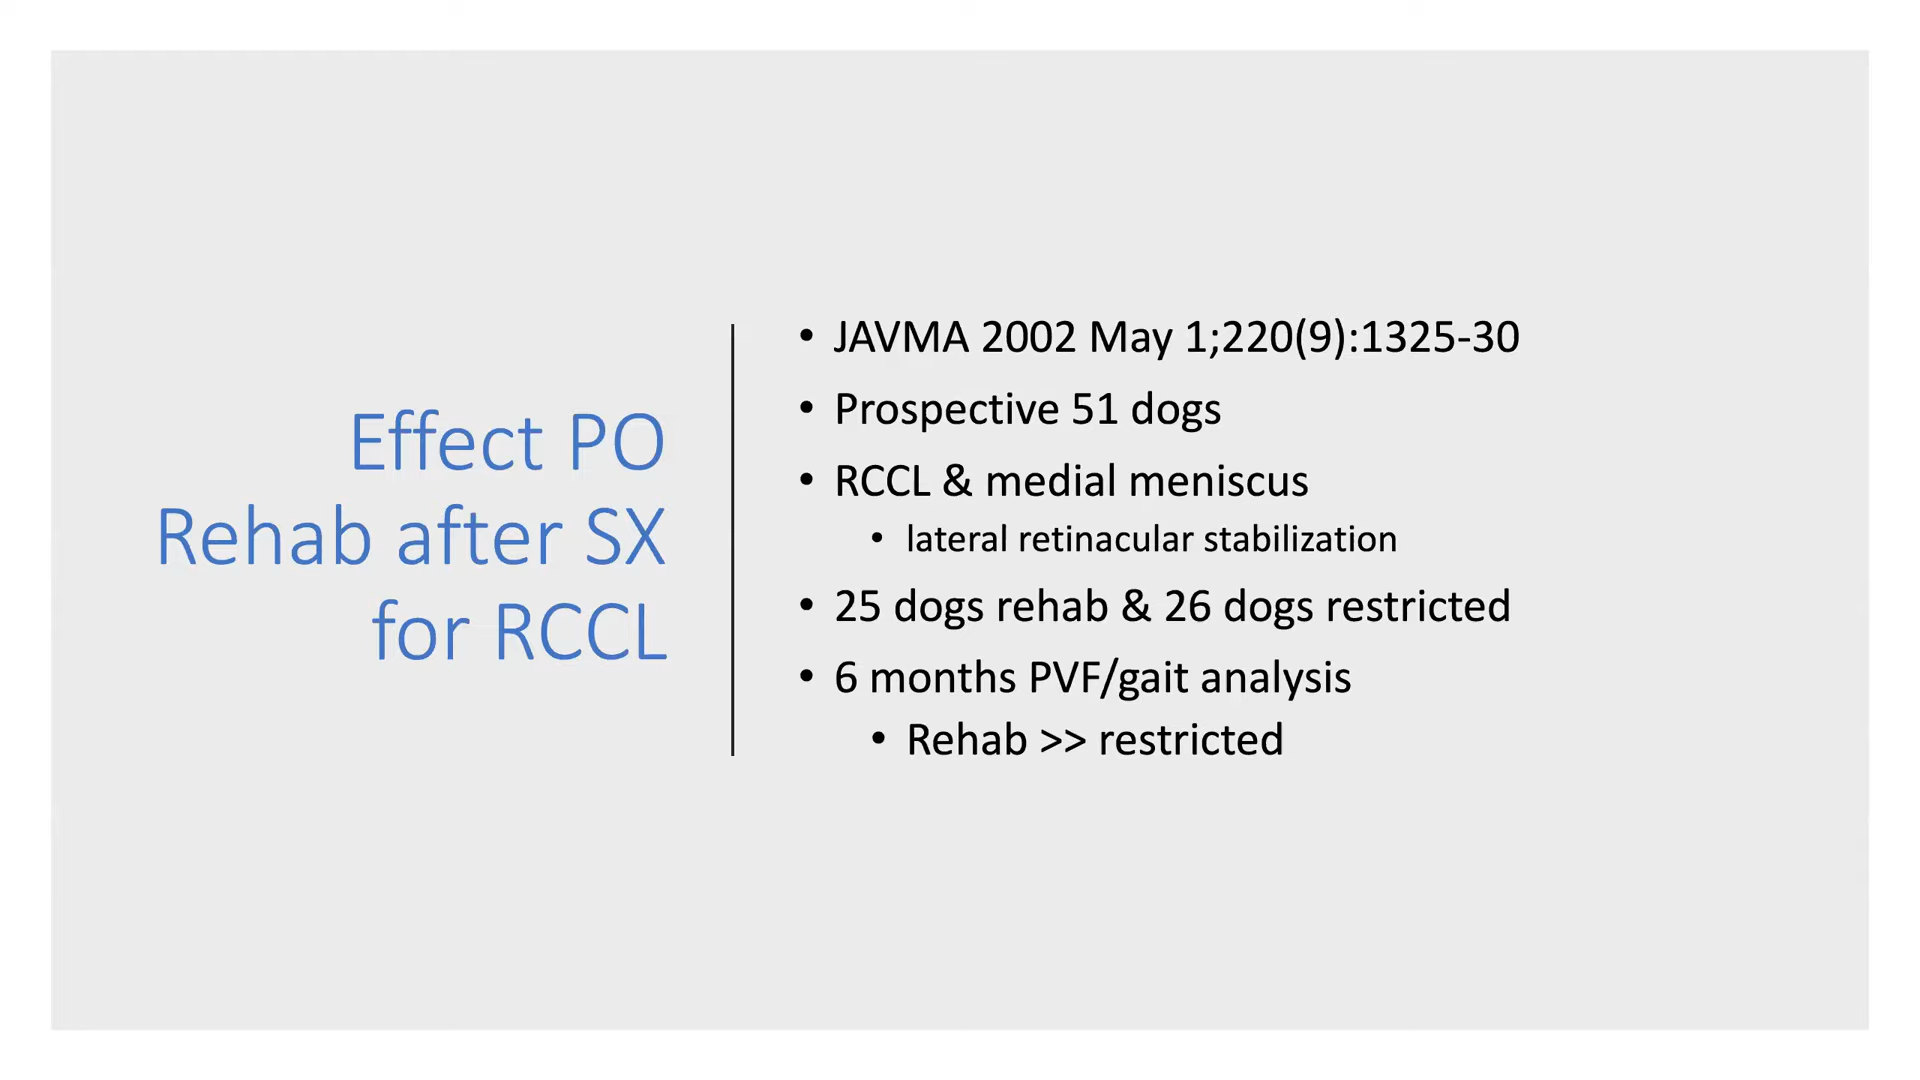 Effect PO
Rehab after SX
for RCCL
• JAVMA 2002 May 1;220(9):1325-30
• Prospective 51 dogs
• RCCL & medial meniscus
• lateral retinacular stabilization
• 25 dogs rehab & 26 dogs restricted
• 6 months PVF/gait analysis
• Rehab >> restricted